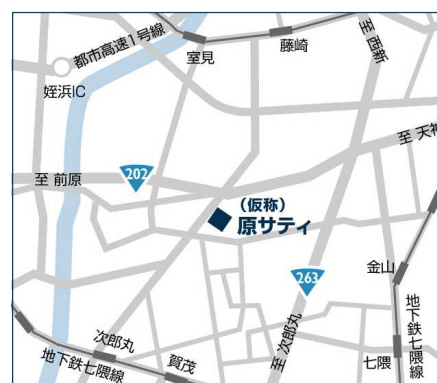 都市高速1号線
室見
藤崎
至 西新
姪浜IC
至 天神
202
至 前原
(仮称)
原サティ
263
金山
地下鉄七隈線
次郎丸
地下鉄七隈線
賀茂
至 次郎丸
七隈